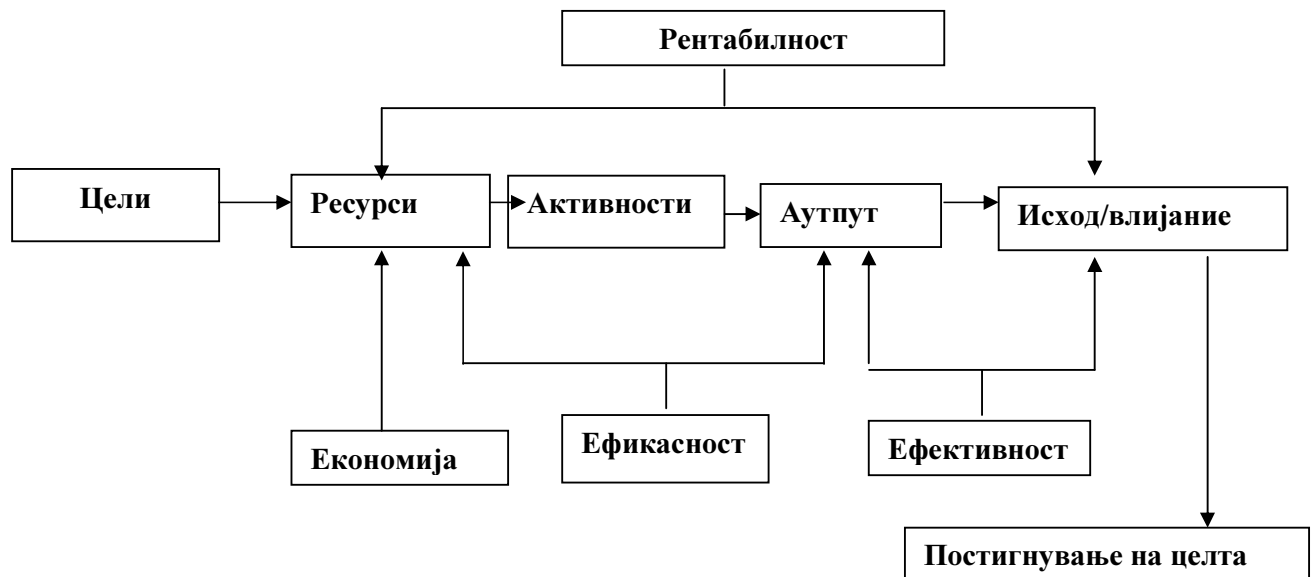 Рентабилност
Цели
Ресурси
Активности
Аутпут
Исход/влијание
Економија
Ефикасност
Ефективност
Постигнување на целта